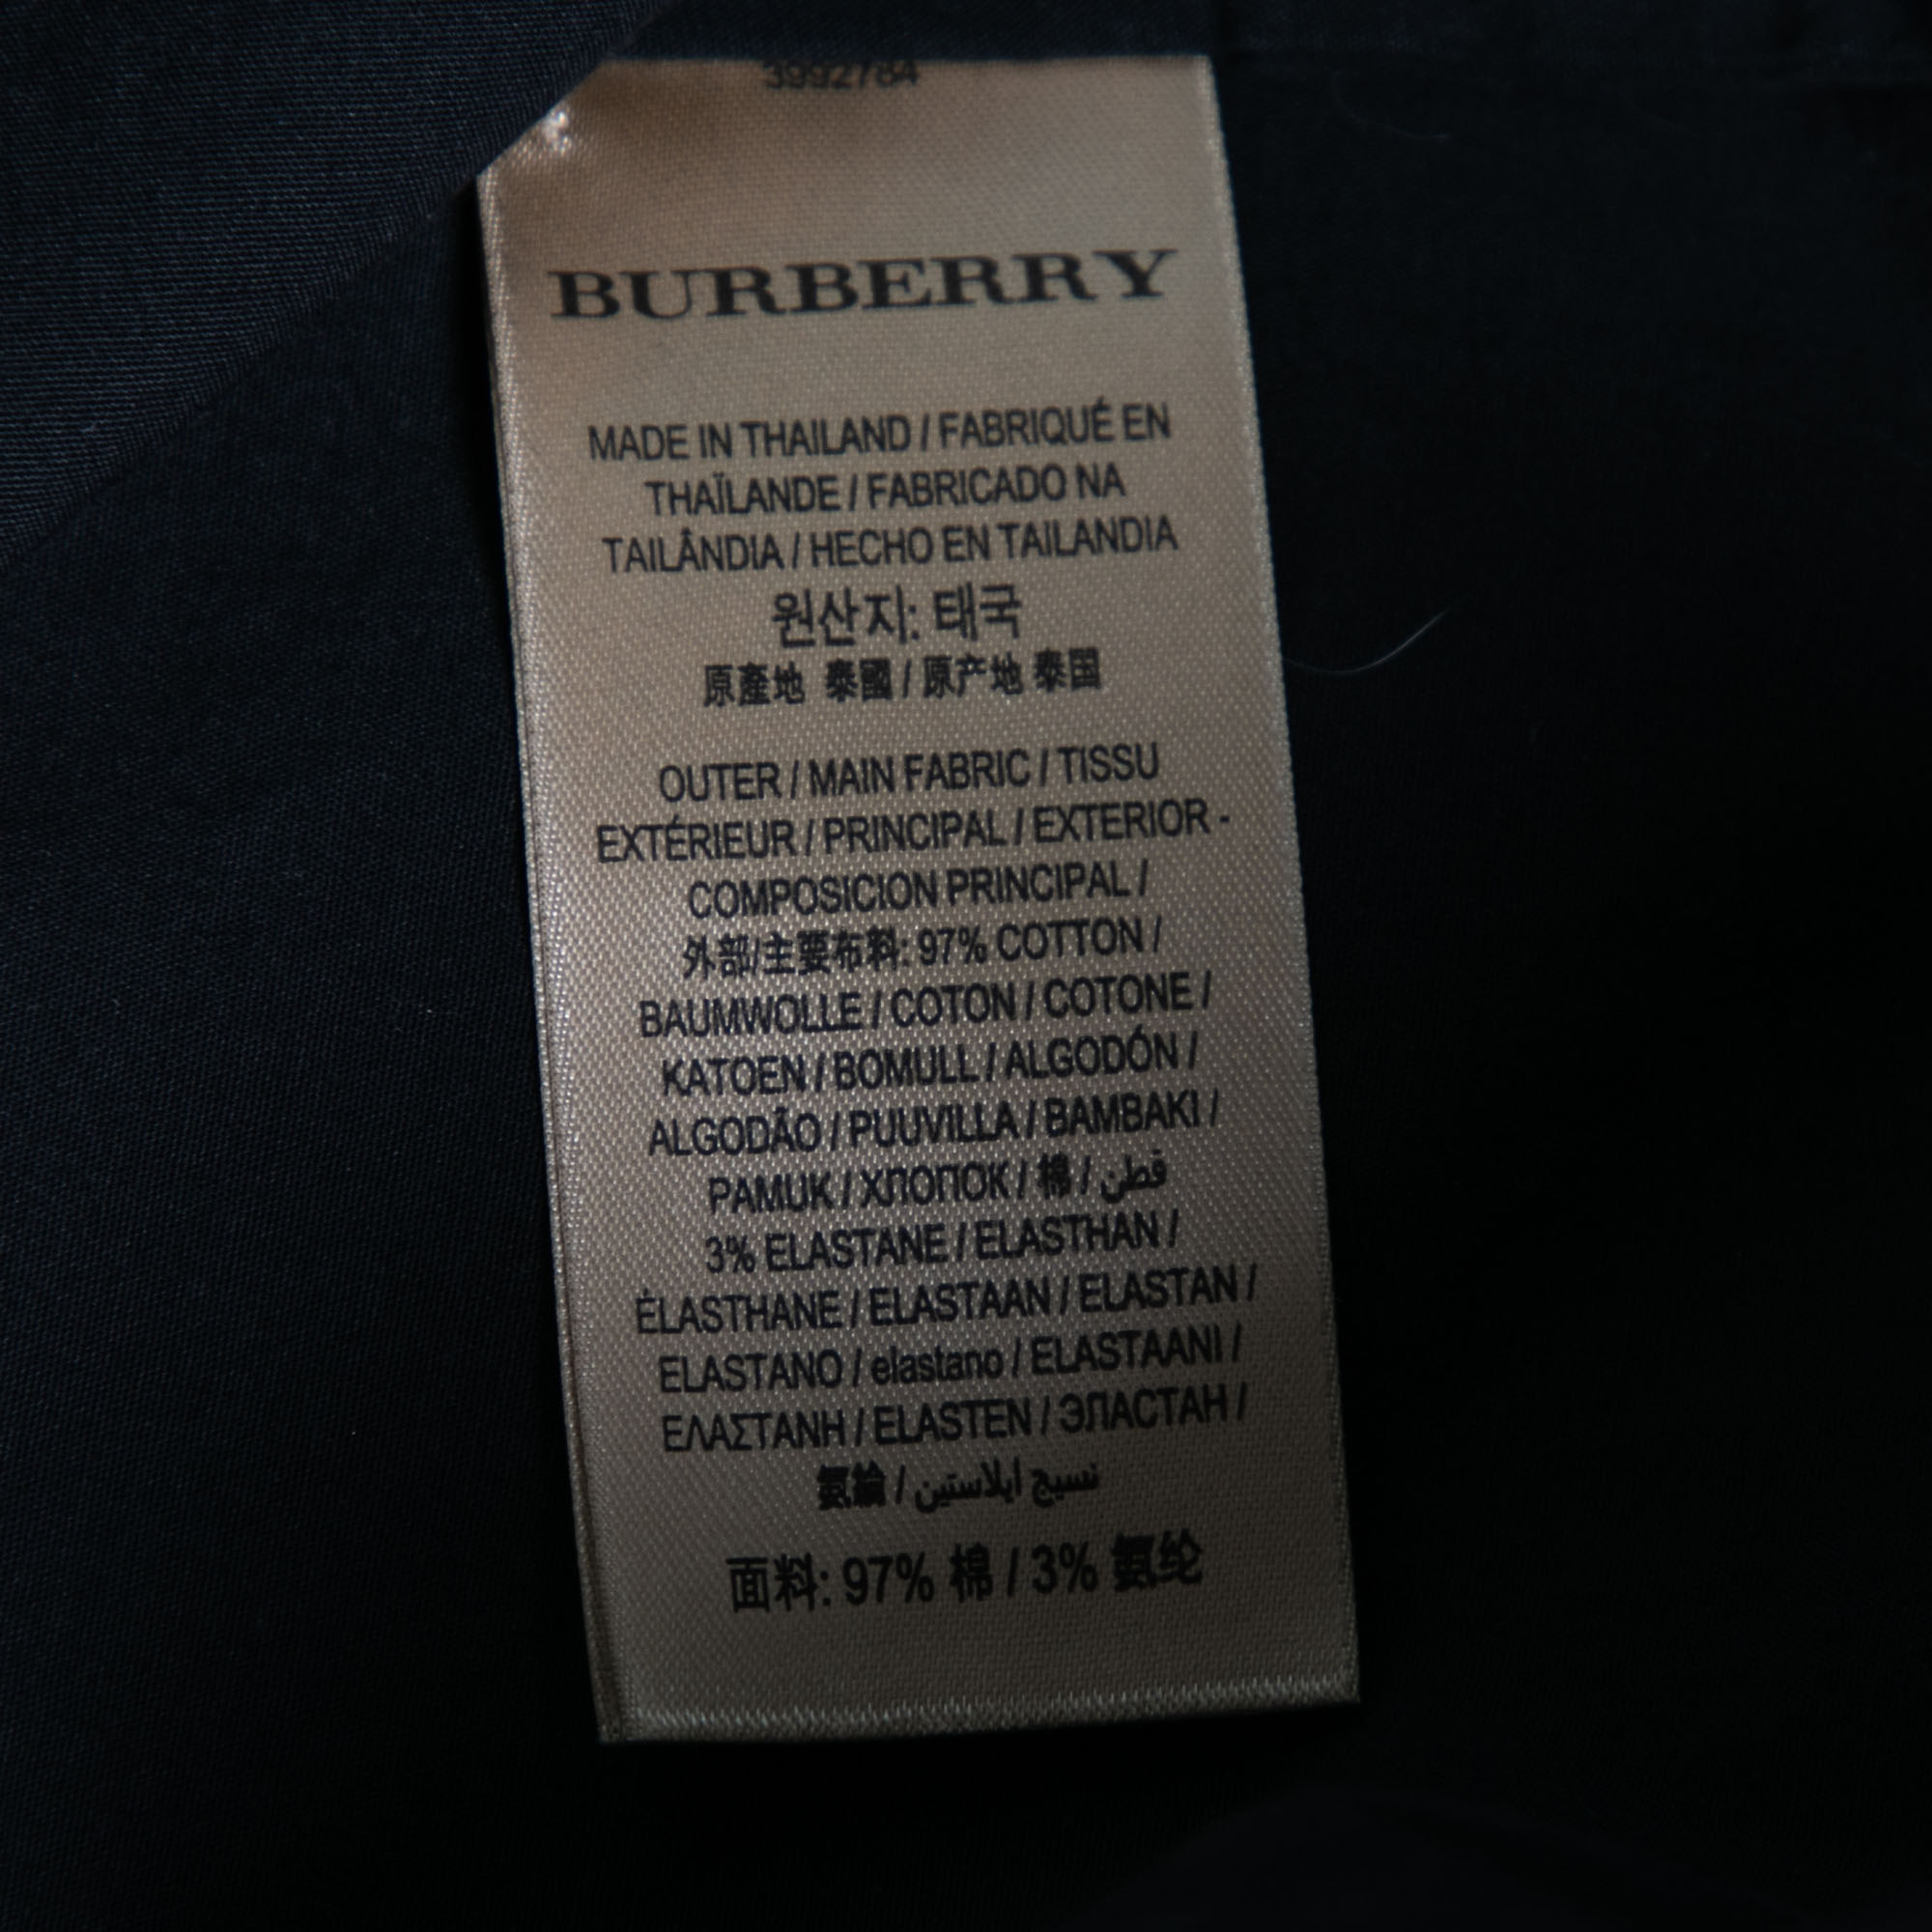 3992784
BURBERRY
MADE IN THAILAND / FABRIQUÉ EN
THAÏLANDE / FABRICADO NA
TAILÂNDIA / HECHO EN TAILANDIA
원산지: 태국
原產地 泰國 / 原产地 泰国
OUTER / MAIN FABRIC / TISSU
EXTÉRIEUR / PRINCIPAL / EXTERIOR -
COMPOSICION PRINCIPAL /
外部/主要布料: 97% COTTON /
BAUMWOLLE / COTON / COTONE /
KATOEN / BOMULL / ALGODÓN /
ALGODÃO / PUUVILLA / BAMBAKI /
PAMUK / ХЛОПОК / 棉 / قطن
3% ELASTANE / ELASTHAN /
ÉLASTHANE / ELASTAAN / ELASTAN /
ELASTANO / elastano / ELASTAANI /
ΕΛΑΣΤΑΝΗ / ELASTEN / ЭЛАСТАН /
氨綸 / نسيج ايلاستين
面料: 97% 棉 / 3% 氨纶